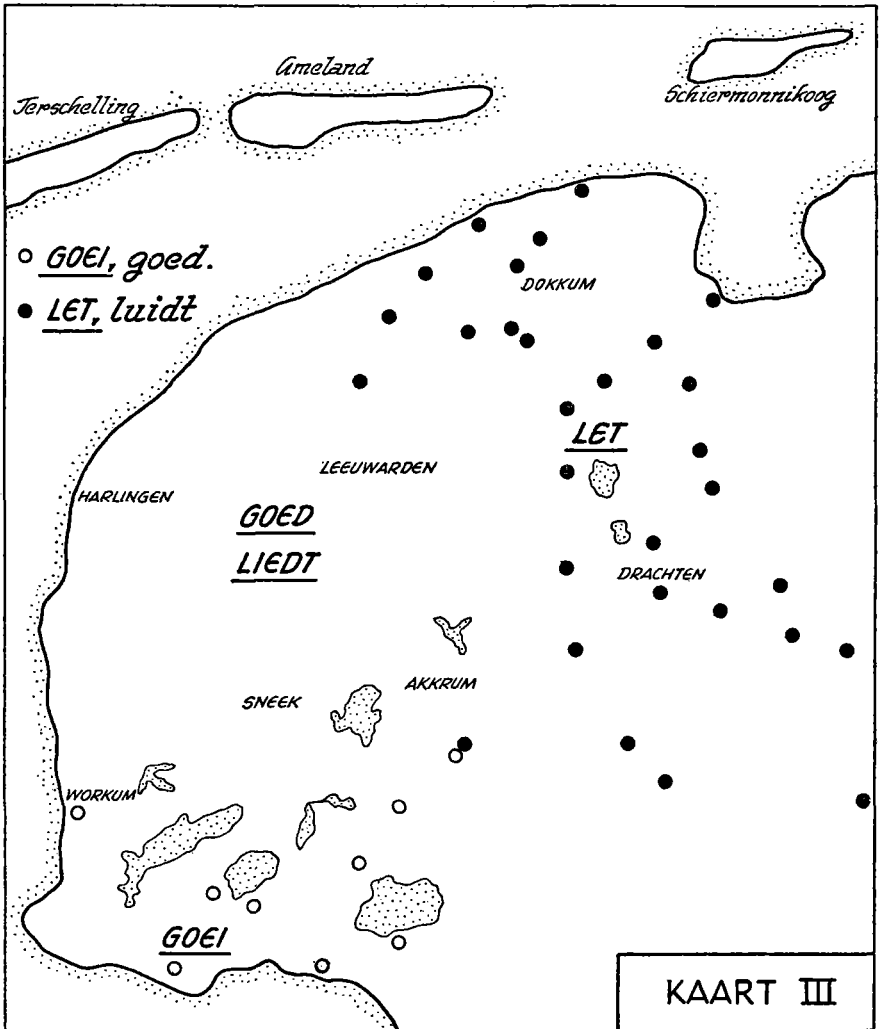 Ameland
Terschelling
Schiermonnikoog
GOEI, goed.
LET, luidt
DOKKUM
LET
LEEUWARDEN
HARLINGEN
GOED
LIEDT
DRACHTEN
AKKRUM
SNEEK
WORKUM
GOEI
KAART III